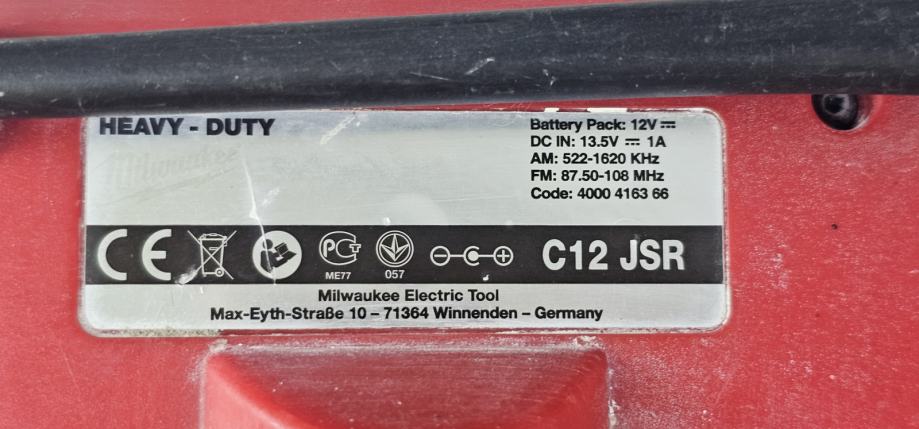 HEAVY - DUTY
Milwaukee
Battery Pack: 12V
DC IN: 13.5V 1A
AM: 522-1620 KHz
FM: 87.50-108 MHz
Code: 4000 4163 66
CE
PCT
ME77
057
C12 JSR
Milwaukee Electric Tool
Max-Eyth-Straße 10 – 71364 Winnenden – Germany